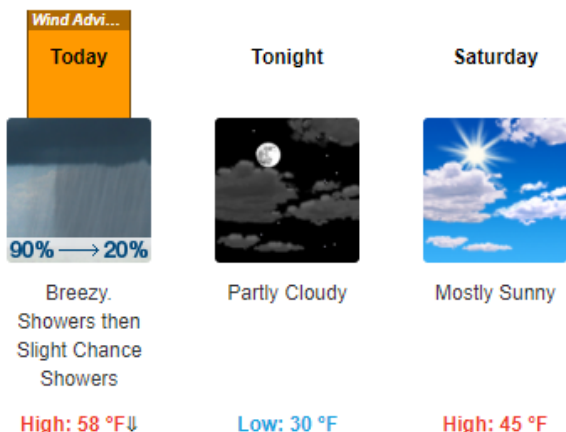 Wind Advi...
Today
Tonight
Saturday
90% → 20%
Breezy.
Showers then
Slight Chance
Showers
Partly Cloudy
Mostly Sunny
High: 58 °F⇓
Low: 30 °F
High: 45 °F